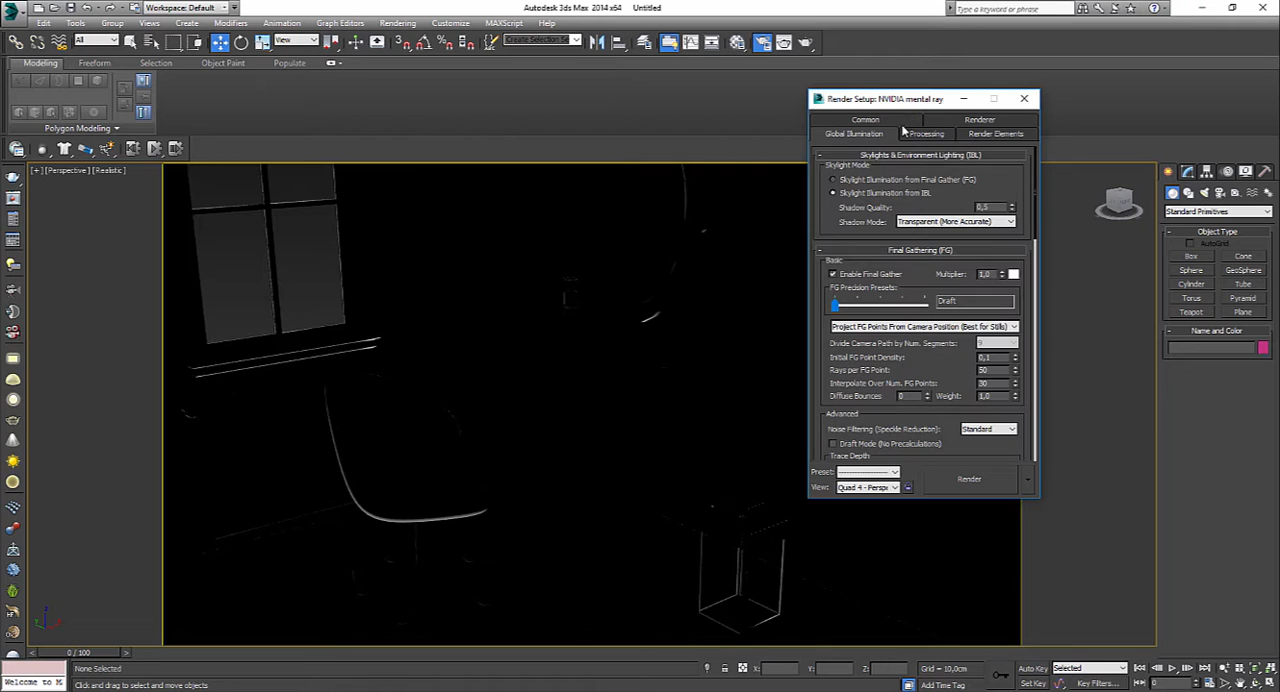 Workspace: Default
Autodesk 3ds Max 2014 x64 Untitled
Type a keyword or phrase
Edit Tools Group Views Create Modifiers Animation Graph Editors Rendering Customize MAXScript Help
All
View
Create Selection Se
Modeling Freeform Selection Object Paint Populate
Polygon Modeling
[+] [Perspective] [Realistic]
Render Setup: NVIDIA mental ray
Common Renderer
Global Illumination Processing Render Elements
Skylights & Environment Lighting (IBL)
Skylight Mode
Skylight Illumination from Final Gather (FG)
Skylight Illumination from IBL
Shadow Quality: 0,5
Shadow Mode: Transparent (More Accurate)
Final Gathering (FG)
Basic
Enable Final Gather Multiplier: 1,0
FG Precision Presets:
Draft
Project FG Points From Camera Position (Best for Stills)
Divide Camera Path by Num. Segments: 9
Initial FG Point Density: 0,1
Rays per FG Point: 50
Interpolate Over Num. FG Points: 30
Diffuse Bounces 0 Weight: 1,0
Advanced
Noise Filtering (Speckle Reduction): Standard
Draft Mode (No Precalculations)
Trace Depth
Preset:
View: Quad 4 - Perspe
Render
Standard Primitives
Object Type
AutoGrid
Box Cone
Sphere GeoSphere
Cylinder Tube
Torus Pyramid
Teapot Plane
Name and Color
0 / 100
None Selected X: Y: Z: Grid = 10,0cm Auto Key Selected
Welcome to M Click and drag to select and move objects Add Time Tag Set Key Key Filters... 0